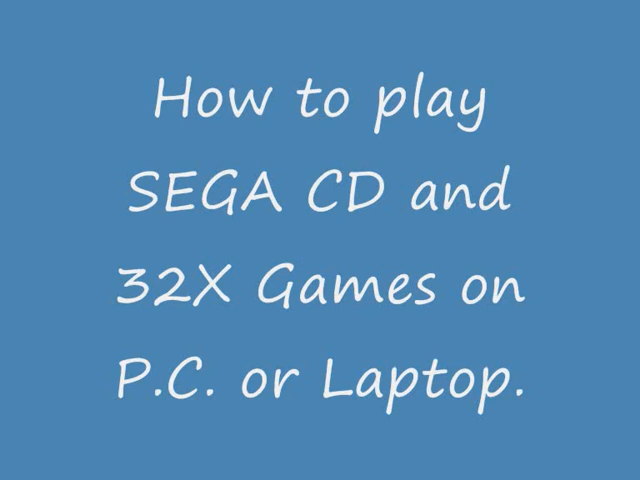 How to play
SEGA CD and
32X Games on
P.C. or Laptop.